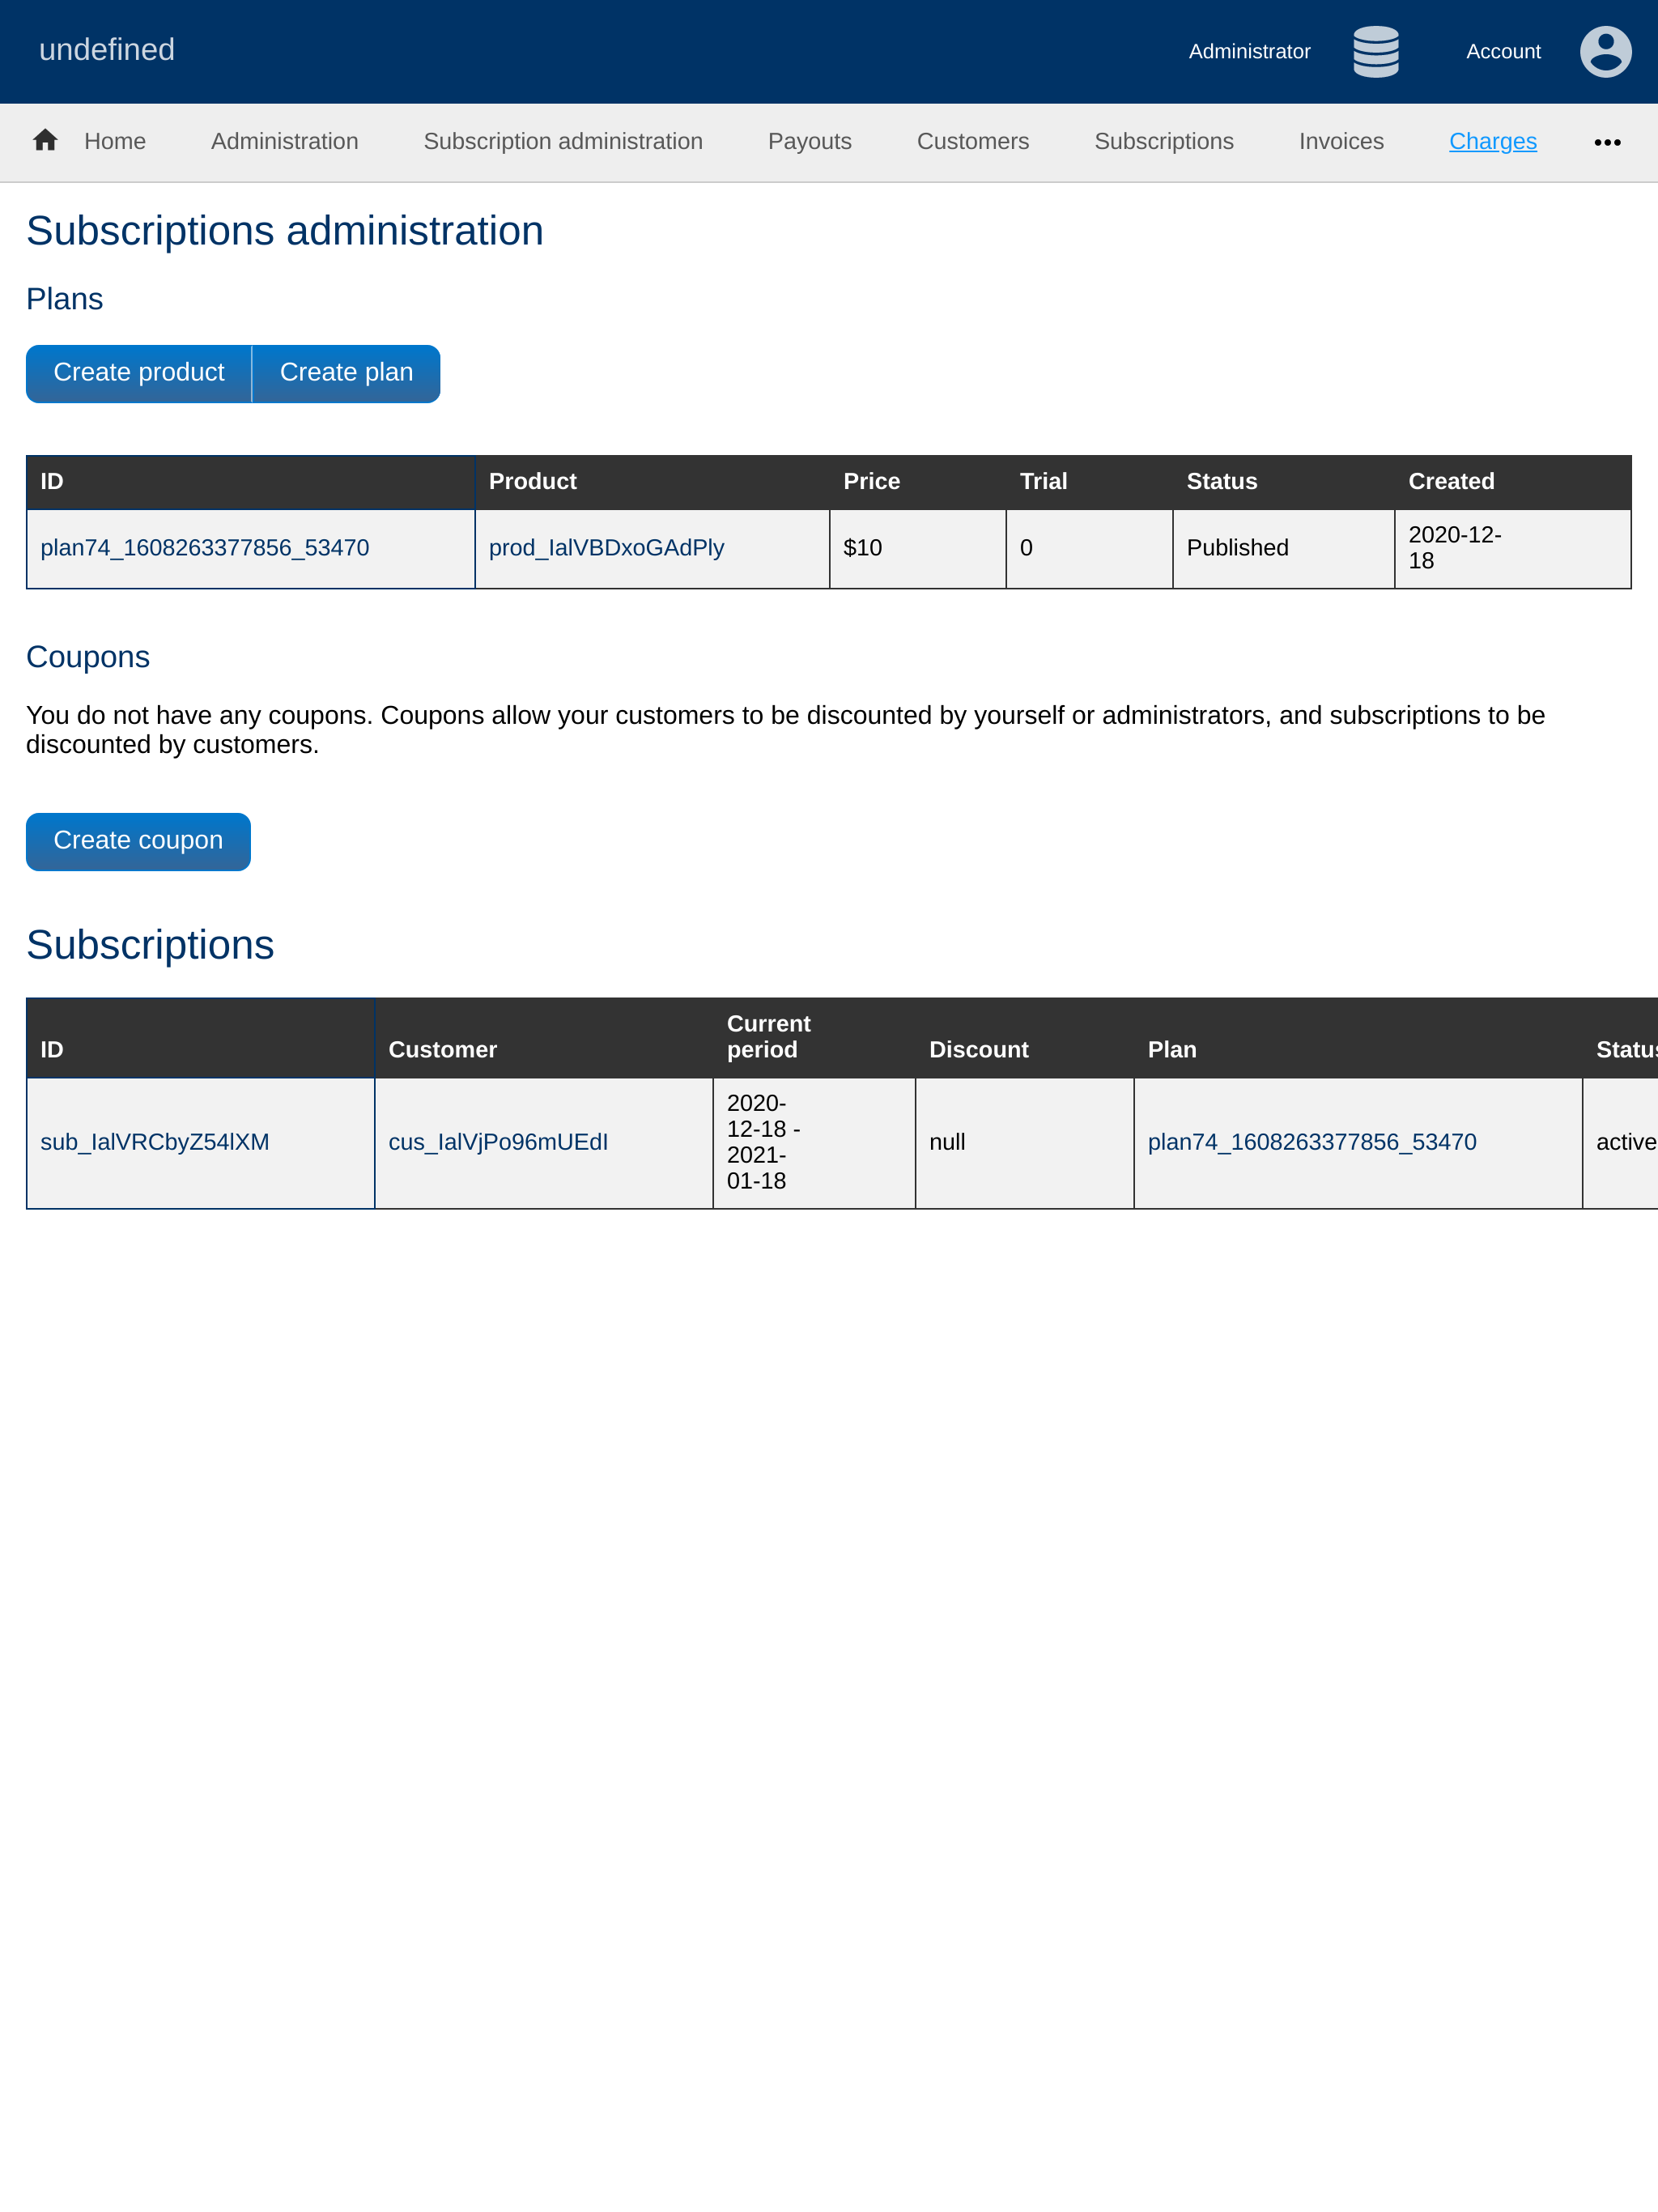 undefined
Administrator
Account
Home
Administration
Subscription administration
Payouts
Customers
Subscriptions
Invoices
Charges
Subscriptions administration
Plans
Create product
Create plan
ID Product Price Trial Status Created
plan74_1608263377856_53470 prod_IalVBDxoGAdPly $10 0 Published 2020-12-
18
Coupons
You do not have any coupons. Coupons allow your customers to be discounted by yourself or administrators, and subscriptions to be
discounted by customers.
Create coupon
Subscriptions
ID Customer Current
period Discount Plan Status
sub_IalVRCbyZ54lXM cus_IalVjPo96mUEdI 2020-
12-18 -
2021-
01-18 null plan74_1608263377856_53470 active